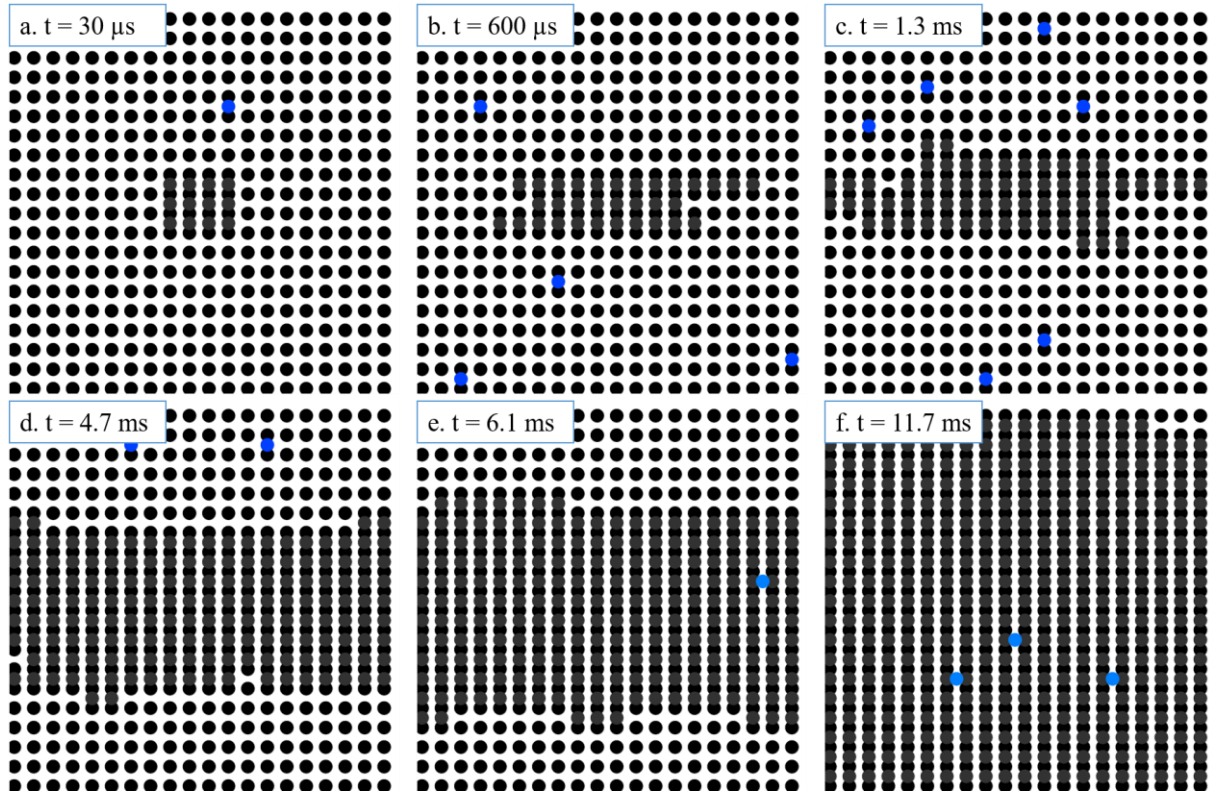 a. t = 30 µs
b. t = 600 µs
c. t = 1.3 ms
d. t = 4.7 ms
e. t = 6.1 ms
f. t = 11.7 ms